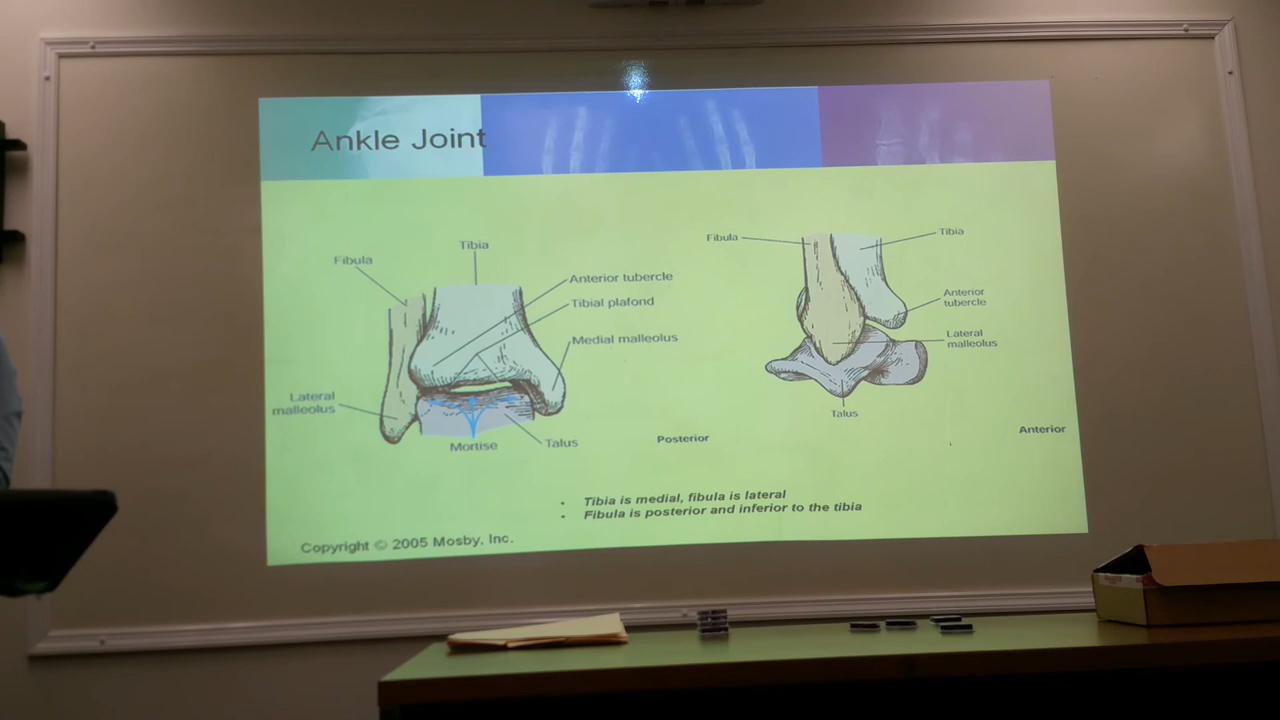 Ankle Joint
Tibia
Fibula
Anterior tubercle
Tibial plafond
Medial malleolus
Lateral
malleolus
Mortise
Talus
Fibula
Tibia
Anterior
tubercle
Lateral
malleolus
Talus
Posterior
Anterior
• Tibia is medial, fibula is lateral
• Fibula is posterior and inferior to the tibia
Copyright © 2005 Mosby, Inc.